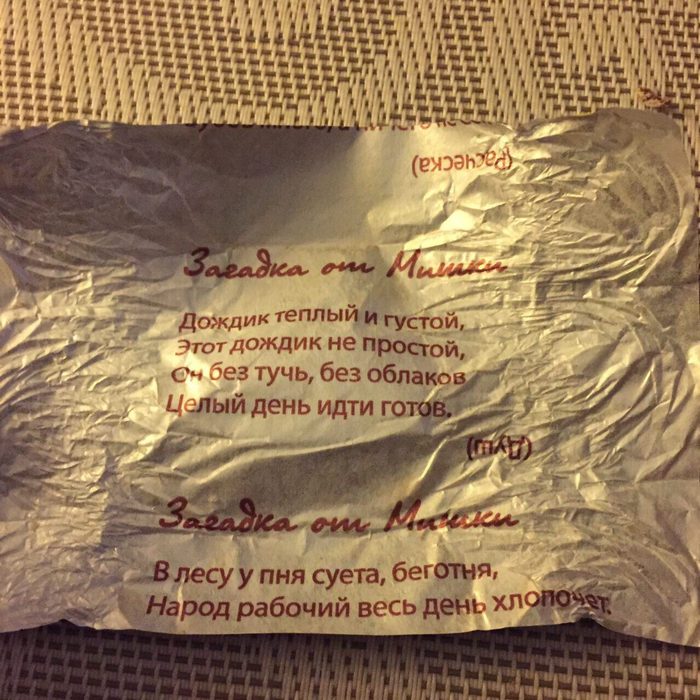 (Расческа)
Загадка от Мишки
Дождик теплый и густой,
Этот дождик не простой,
Он без тучь, без облаков
Целый день идти готов.
(Душ)
Загадка от Мишки
В лесу у пня суета, беготня,
Народ рабочий весь день хлопочет.